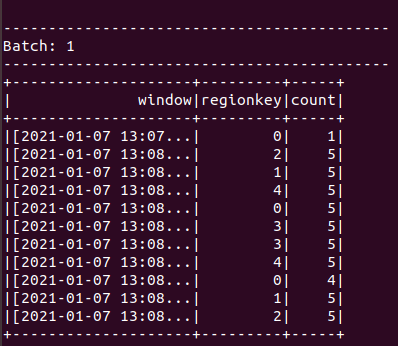 -------------------------------------------
Batch: 1
-------------------------------------------
+--------------------+---------+-----+
|              window|regionkey|count|
+--------------------+---------+-----+
|[2021-01-07 13:07...|        0|    1|
|[2021-01-07 13:08...|        2|    5|
|[2021-01-07 13:08...|        1|    5|
|[2021-01-07 13:08...|        4|    5|
|[2021-01-07 13:08...|        0|    5|
|[2021-01-07 13:08...|        3|    5|
|[2021-01-07 13:08...|        3|    5|
|[2021-01-07 13:08...|        4|    5|
|[2021-01-07 13:08...|        0|    4|
|[2021-01-07 13:08...|        1|    5|
|[2021-01-07 13:08...|        2|    5|
+--------------------+---------+-----+